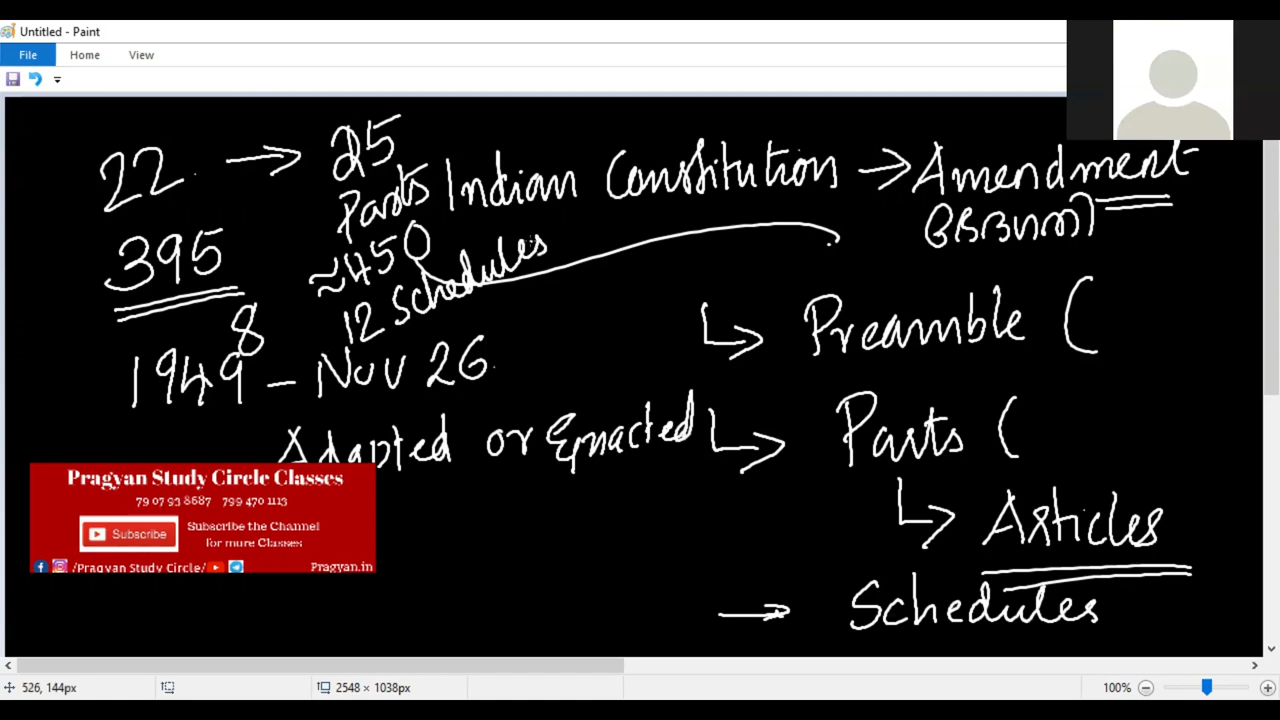 Untitled - Paint
File Home View
22 → 25
Parts Indian Constitution → Amendment
ഭേദഗതി
395 ≈450
12 Schedules
8
1949 - Nov 26
Adapted or Enacted
Preamble (
Parts (
Articles
→ Schedules
Pragyan Study Circle Classes
79 07 93 8687 799 470 1113
Subscribe
Subscribe the Channel
for more Classes
/Pragyan Study Circle/
Pragyan.in
526, 144px
2548 × 1038px
100%